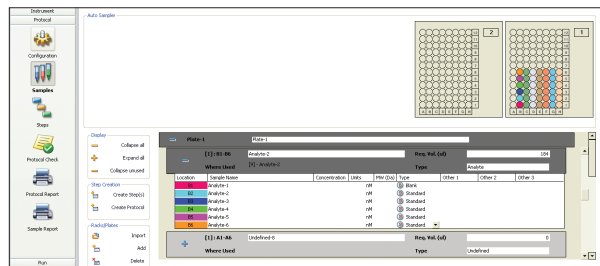 Instrument
Protocol
Configuration
Samples
Steps
Protocol Check
Protocol Report
Sample Report
Run
Auto Sampler
2
1
A B C D E F G H
A B C D E F G H
Display
Collapse all
Expand all
Collapse unused
Step Creation
Create Step(s)
Create Protocol
Racks/Plates
Import
Add
Delete
Plate-1 Plate-1
[1]: B1-B6 Analyte-2 Req. Vol. (ul) 184
Where Used [9] - Analyte-2 Type Analyte
Location Sample Name Concentration Units MW (Da) Type Other 1 Other 2 Other 3
B1 Analyte-1 nM Blank
B2 Analyte-2 nM Standard
B3 Analyte-3 nM Standard
B4 Analyte-4 nM Standard
B5 Analyte-5 nM Standard
B6 Analyte-6 nM Standard
[1]: A1-A6 Undefined-8 Req. Vol. (ul) 0
Where Used Type Undefined